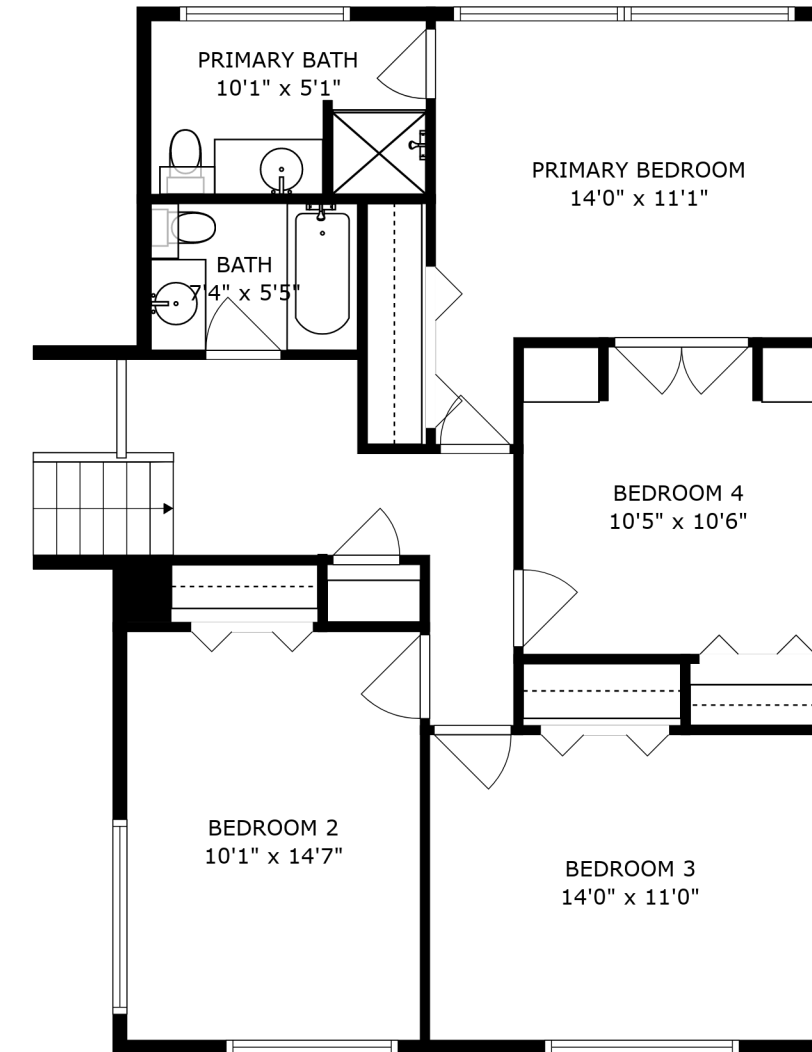 PRIMARY BATH
10'1" x 5'1"
PRIMARY BEDROOM
14'0" x 11'1"
BATH
7'4" x 5'5"
BEDROOM 4
10'5" x 10'6"
BEDROOM 2
10'1" x 14'7"
BEDROOM 3
14'0" x 11'0"